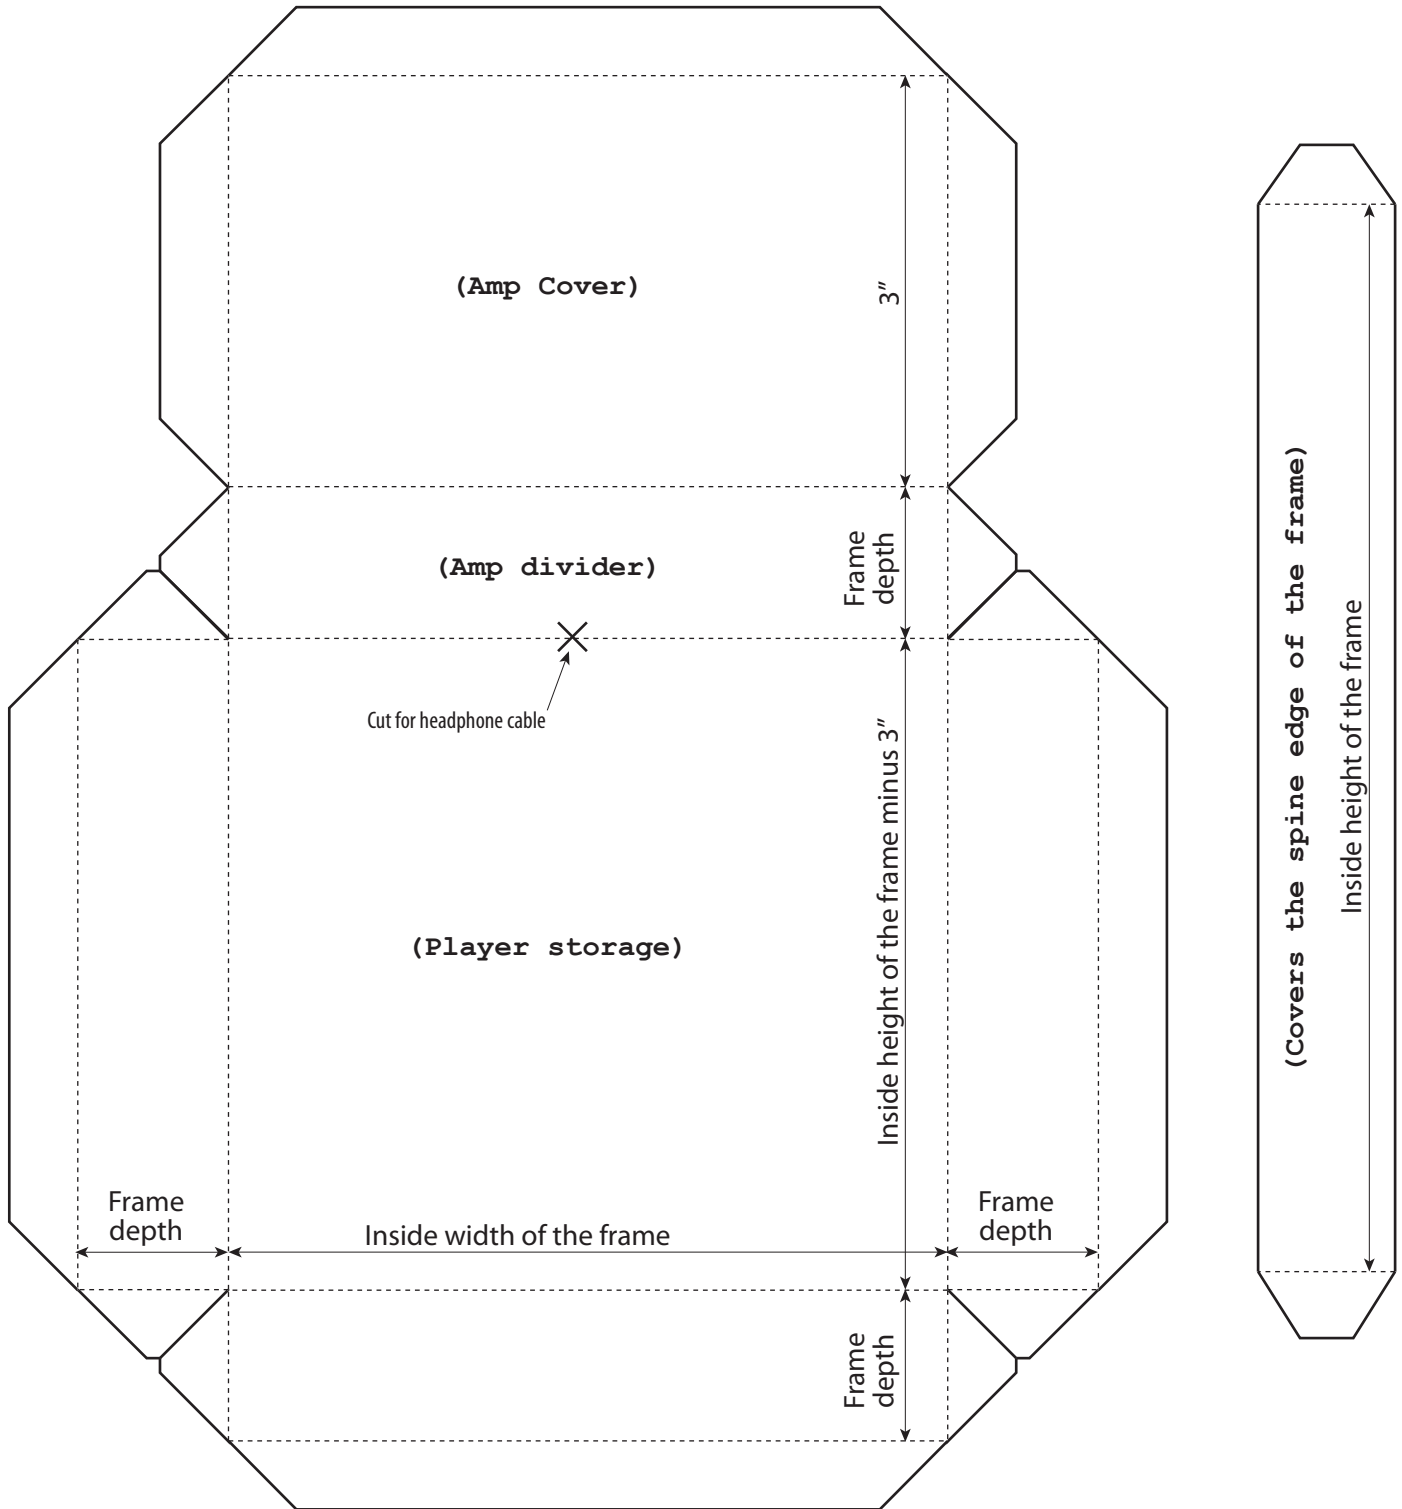 (Amp Cover)
3″
(Amp divider)
Frame
depth
Cut for headphone cable
Inside height of the frame minus 3″
(Player storage)
Frame
depth
Inside width of the frame
Frame
depth
Frame
depth
(Covers the spine edge of the frame)
Inside height of the frame